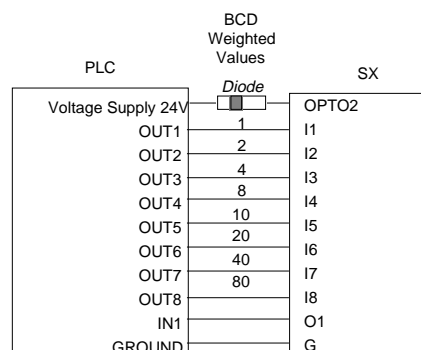 BCD
Weighted
Values
PLC
SX
Diode
Voltage Supply 24V
OPTO2
OUT1 1 I1
OUT2 2 I2
OUT3 4 I3
OUT4 8 I4
OUT5 10 I5
OUT6 20 I6
OUT7 40 I7
OUT8 80 I8
IN1 O1
GROUND G